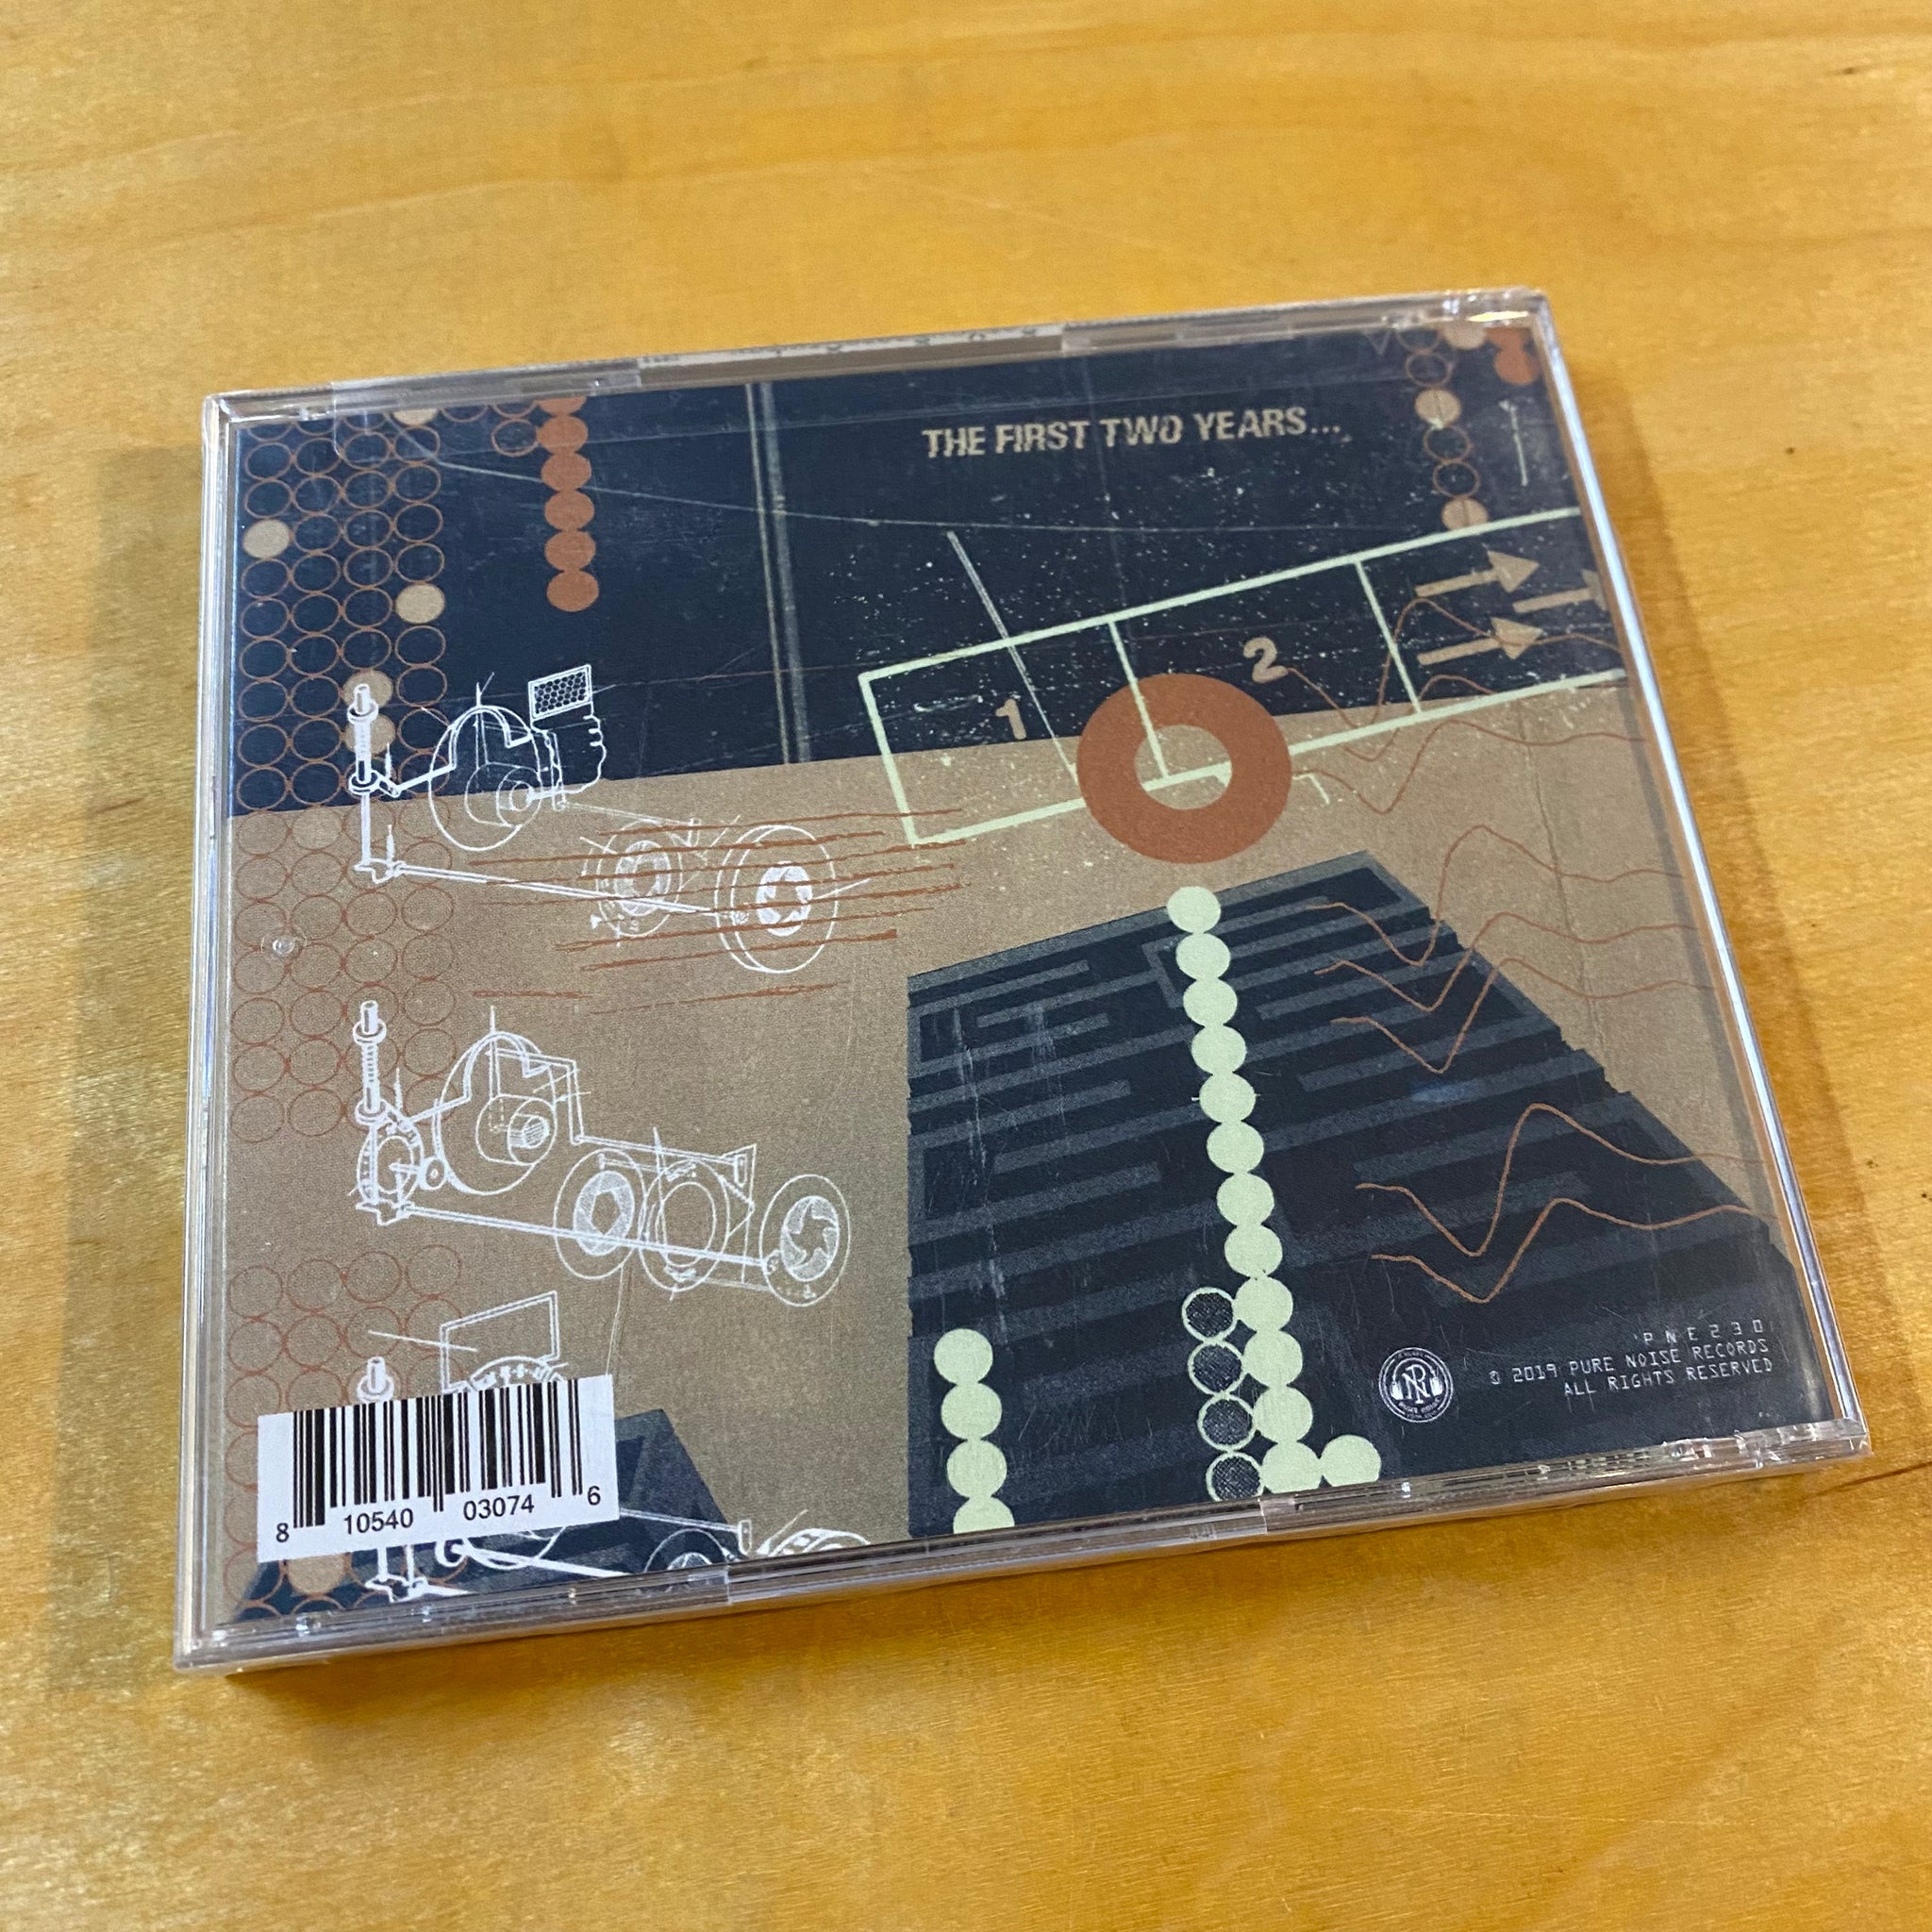 THE FIRST TWO YEARS...
1
2
PNE230
© 2019 PURE NOISE RECORDS
ALL RIGHTS RESERVED
8 10540 03074 6